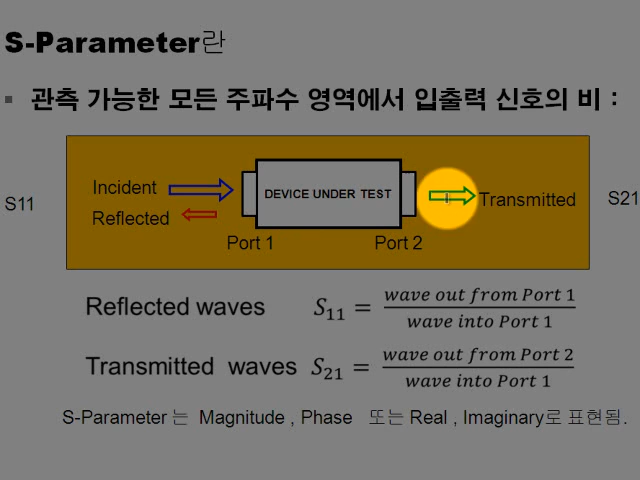 S-Parameter란
▪ 관측 가능한 모든 주파수 영역에서 입출력 신호의 비 :
Incident
DEVICE UNDER TEST
S11
Transmitted
S21
Reflected
Port 1
Port 2
Reflected waves S₁₁ = wave out from Port 1 / wave into Port 1
Transmitted waves S₂₁ = wave out from Port 2 / wave into Port 1
S-Parameter 는 Magnitude , Phase 또는 Real , Imaginary로 표현됨.